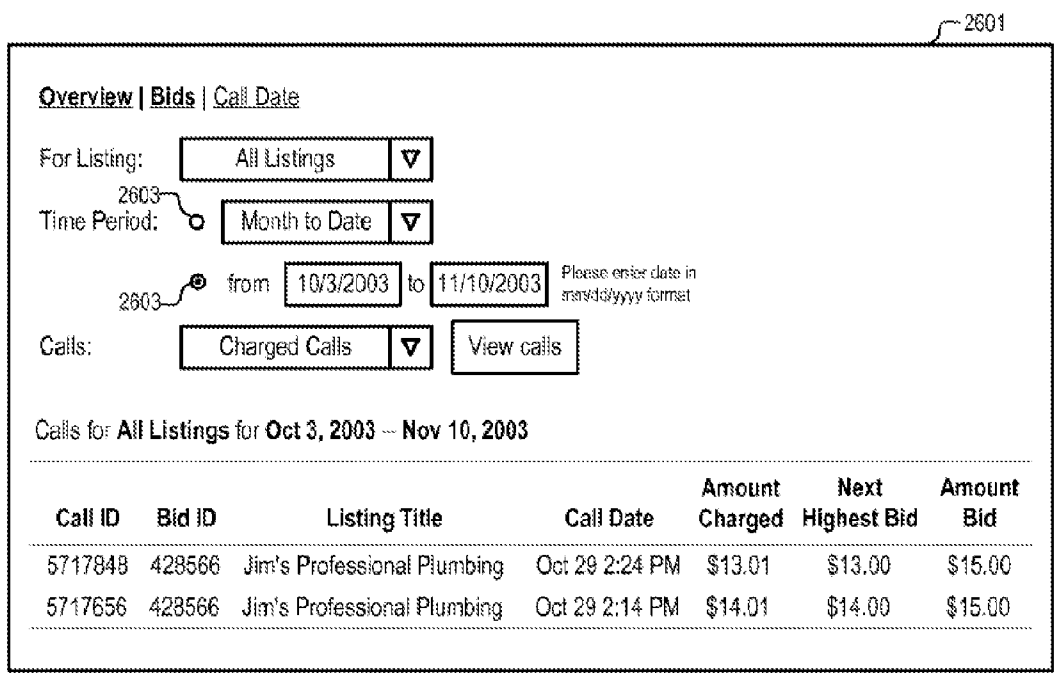 2601
Overview | Bids | Call Date
For Listing: All Listings
2603
Time Period: Month to Date
from 10/3/2003 to 11/10/2003 Please enter date in
mm/dd/yyyy format
2603
Calls: Charged Calls View calls
Calls for All Listings for Oct 3, 2003 – Nov 10, 2003
Amount Next Amount
Call ID Bid ID Listing Title Call Date Charged Highest Bid Bid
5717848 428566 Jim's Professional Plumbing Oct 29 2:24 PM $13.01 $13.00 $15.00
5717656 428566 Jim's Professional Plumbing Oct 29 2:14 PM $14.01 $14.00 $15.00